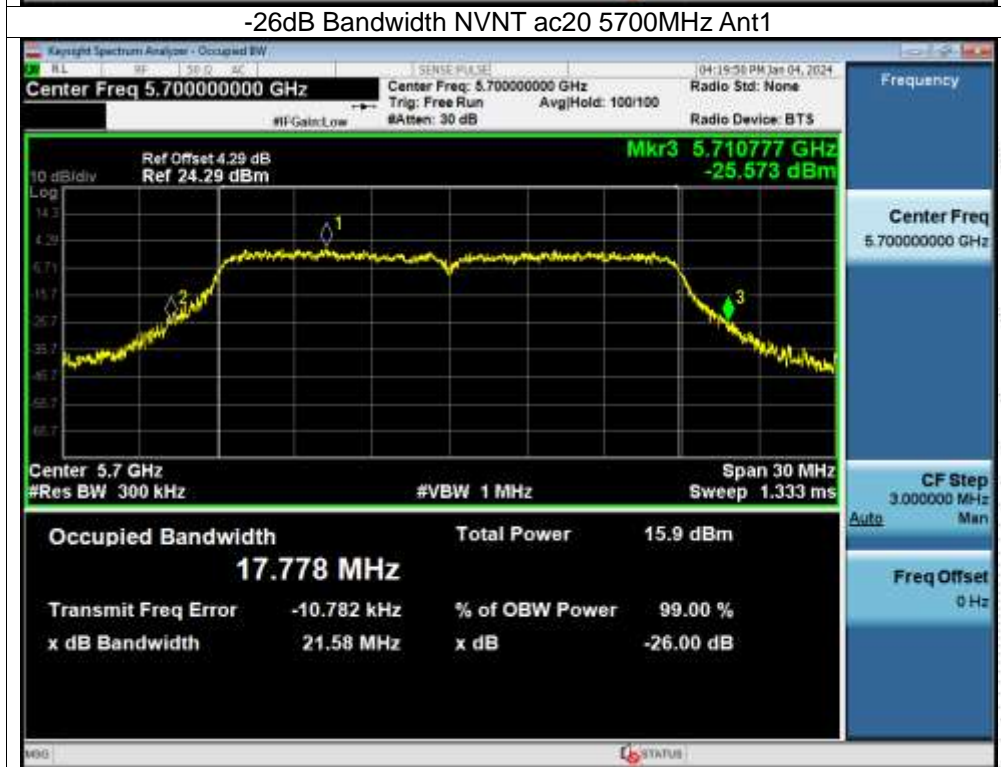 -26dB Bandwidth NVNT ac20 5700MHz Ant1
Keysight Spectrum Analyzer - Occupied BW
RL RF 50 Ω AC SENSE:PULSE 04:19:50 PM Jan 04, 2024
Center Freq 5.700000000 GHz
Center Freq: 5.700000000 GHz
Radio Std: None
Trig: Free Run Avg|Hold: 100/100
#IFGain:Low #Atten: 30 dB Radio Device: BTS
Frequency
Ref Offset 4.29 dB
Mkr3 5.710777 GHz
10 dB/div Ref 24.29 dBm -25.573 dBm
Log
14.3
4.29
-5.71
-15.7
-25.7
-35.7
-45.7
-55.7
-65.7
1
2
3
Center 5.7 GHz Span 30 MHz
#Res BW 300 kHz #VBW 1 MHz Sweep 1.333 ms
Occupied Bandwidth Total Power 15.9 dBm
17.778 MHz
Transmit Freq Error -10.782 kHz % of OBW Power 99.00 %
x dB Bandwidth 21.58 MHz x dB -26.00 dB
Center Freq
5.700000000 GHz
CF Step
3.000000 MHz
Auto Man
Freq Offset
0 Hz
MSG STATUS